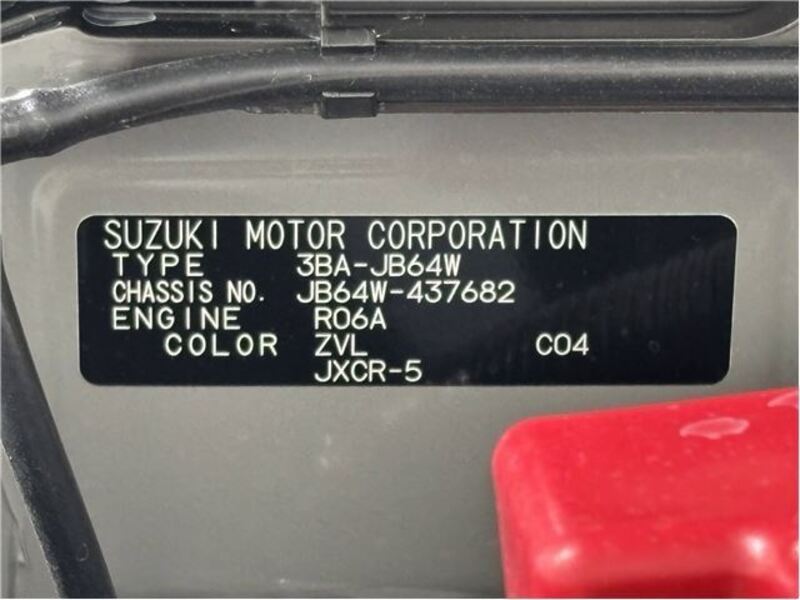 SUZUKI MOTOR CORPORATION
TYPE 3BA-JB64W
CHASSIS NO. JB64W-437682
ENGINE R06A
COLOR ZVL C04
JXCR-5